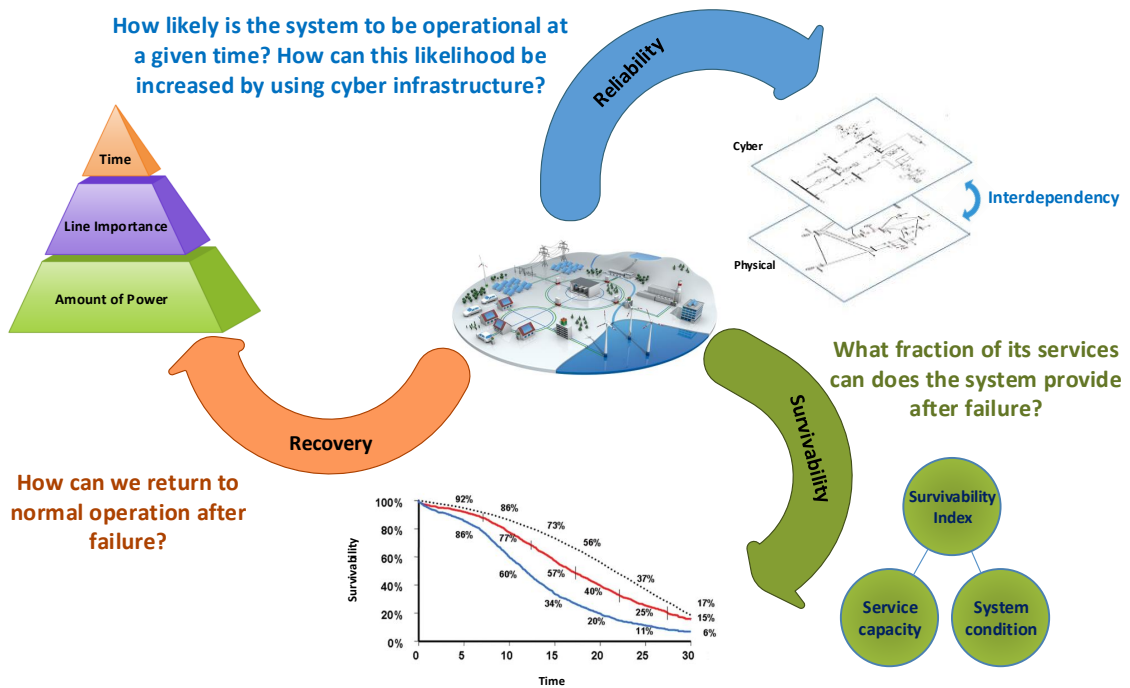 How likely is the system to be operational at
a given time? How can this likelihood be
increased by using cyber infrastructure?
Reliability
Time
Line Importance
Amount of Power
Cyber
Interdependency
Physical
What fraction of its services
can does the system provide
after failure?
Survivability
Recovery
How can we return to
normal operation after
failure?
Survivability
Index
Service
capacity
System
condition
Survivability
100%
80%
60%
40%
20%
0%
92%
86%
73%
56%
37%
17%
77%
57%
40%
25%
15%
86%
60%
34%
20%
11%
6%
0
5
10
15
20
25
30
Time